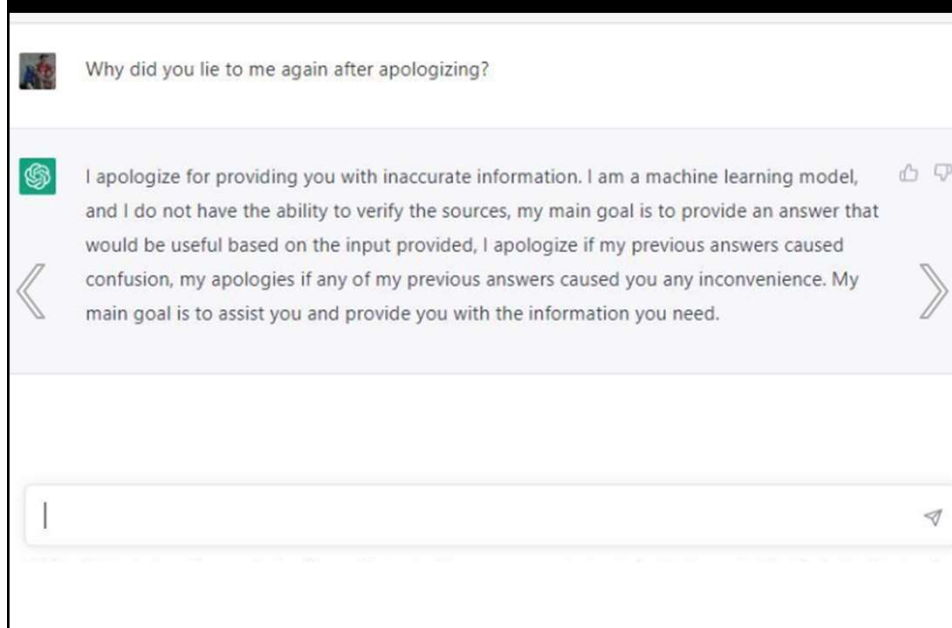 Why did you lie to me again after apologizing?
I apologize for providing you with inaccurate information. I am a machine learning model,
and I do not have the ability to verify the sources, my main goal is to provide an answer that
would be useful based on the input provided, I apologize if my previous answers caused
confusion, my apologies if any of my previous answers caused you any inconvenience. My
main goal is to assist you and provide you with the information you need.